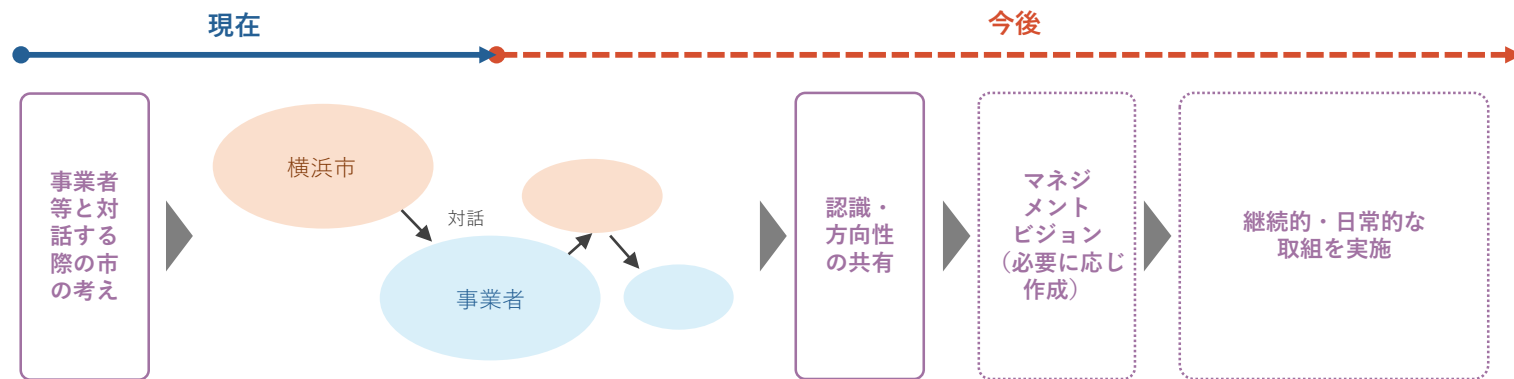 現在
今後
事業者
等と対
話する
際の市
の考え
横浜市
対話
事業者
認識・
方向性
の共有
マネジ
メント
ビジョン
（必要に応じ
作成）
継続的・日常的な
取組を実施